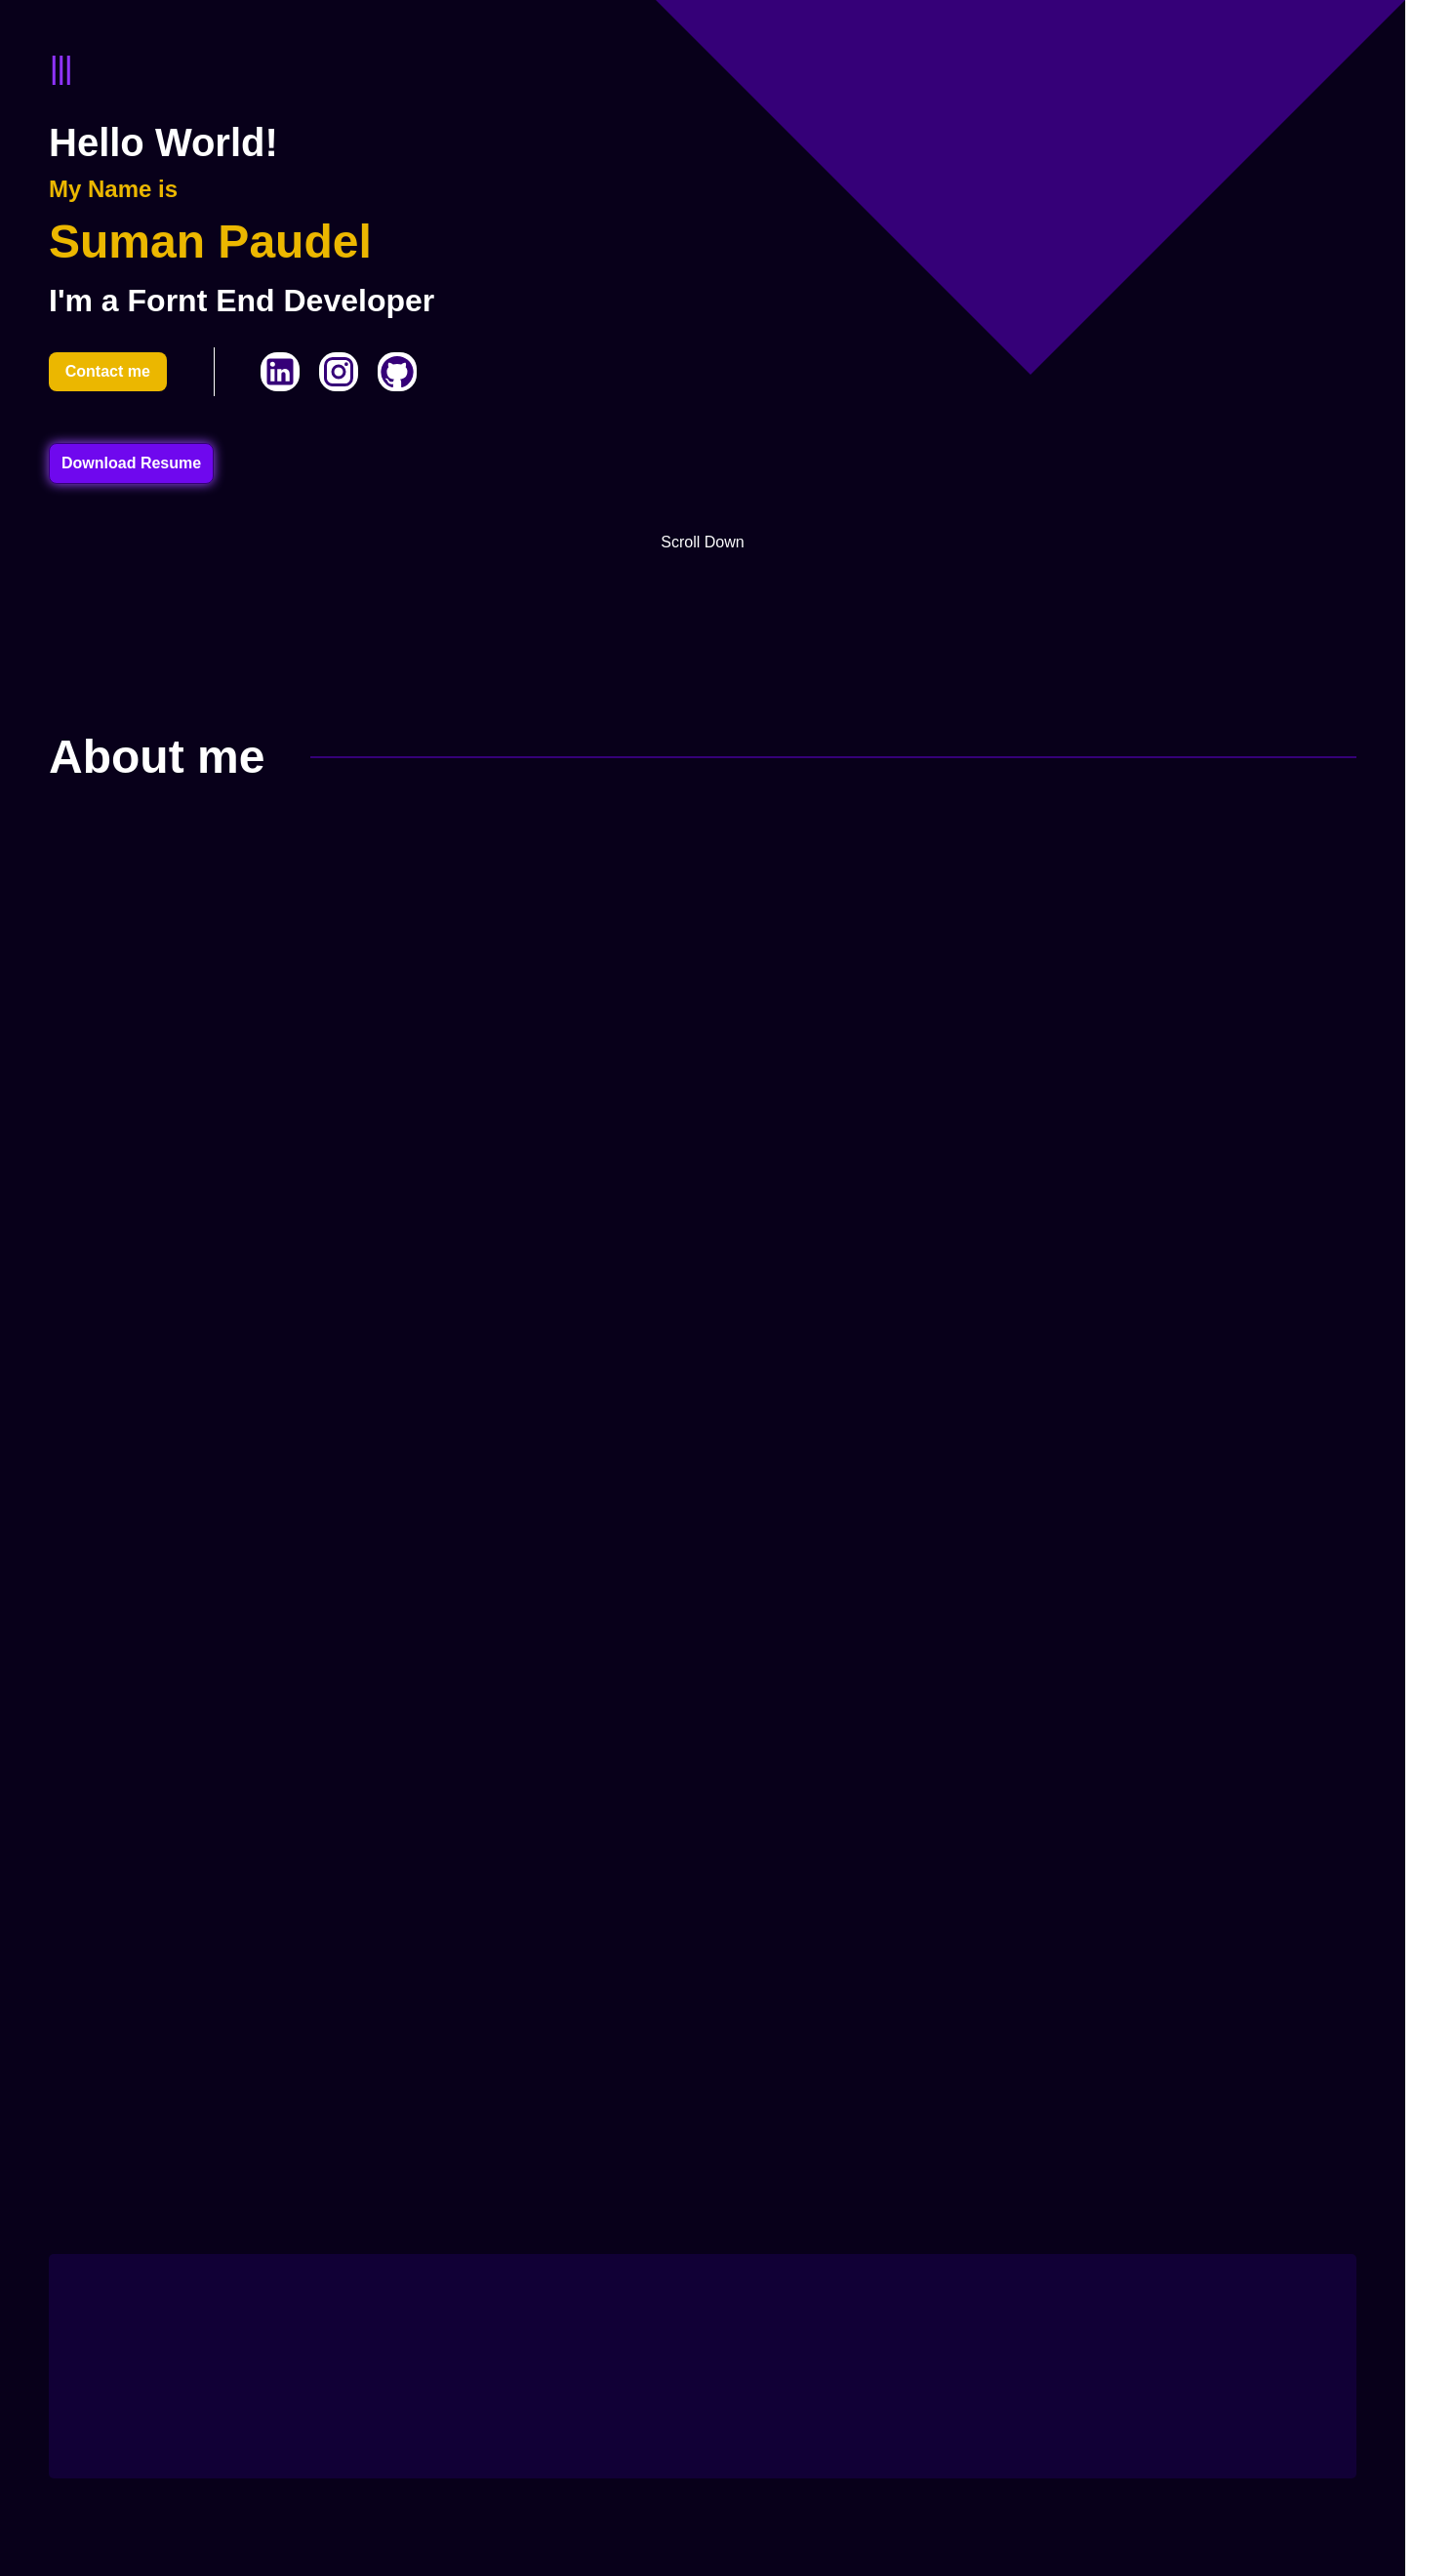 Hello World!
My Name is
Suman Paudel
I'm a Fornt End Developer
Contact me
Download Resume
Scroll Down
About me